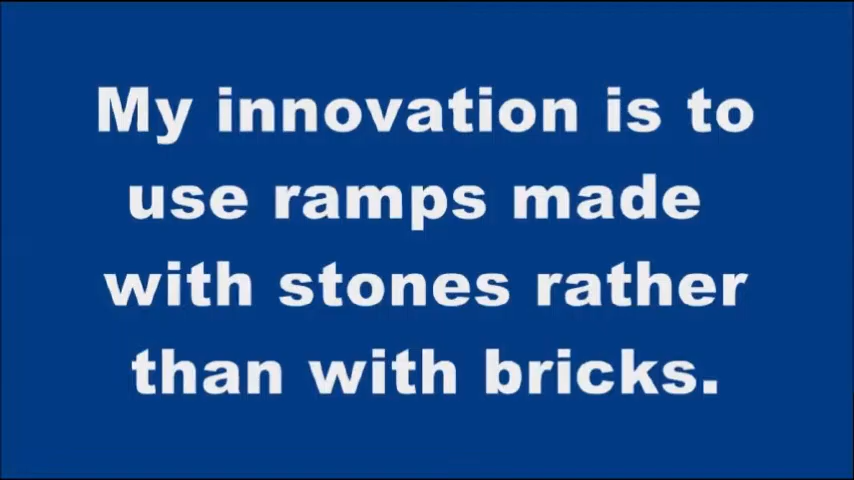 My innovation is to
use ramps made
with stones rather
than with bricks.